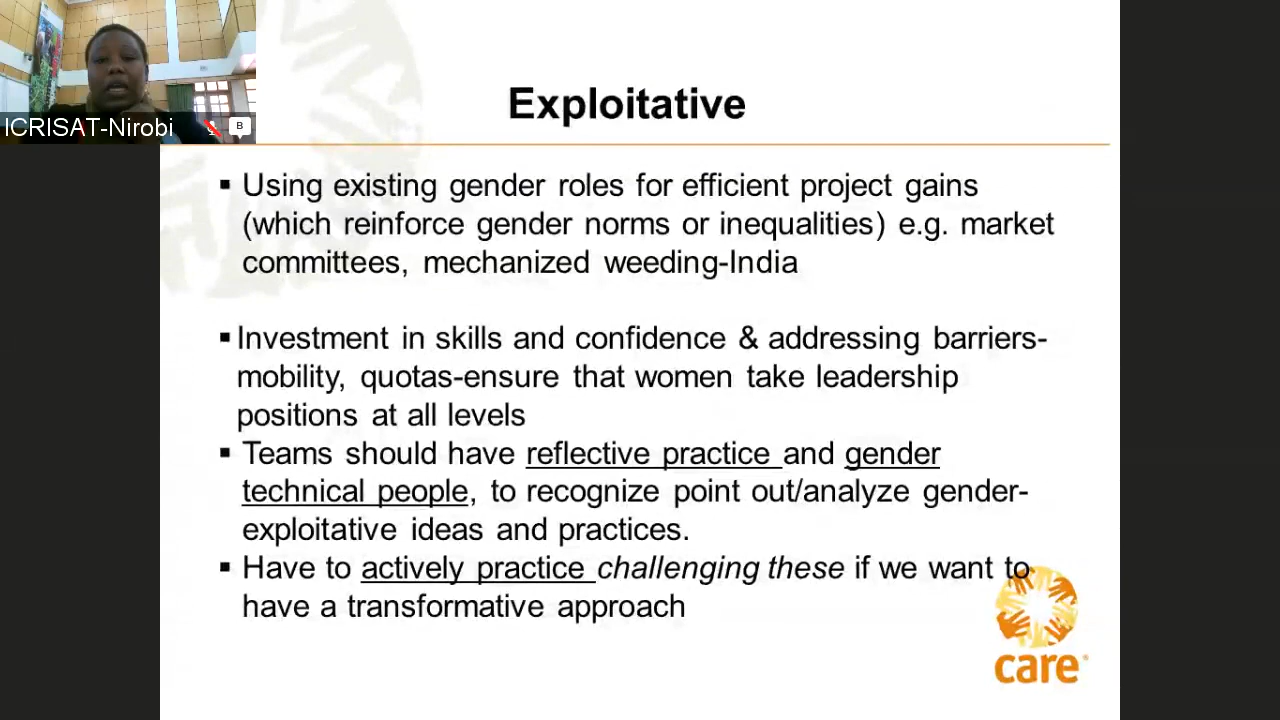 ICRISAT-Nirobi
B
Exploitative
▪ Using existing gender roles for efficient project gains
(which reinforce gender norms or inequalities) e.g. market
committees, mechanized weeding-India
▪ Investment in skills and confidence & addressing barriers-
mobility, quotas-ensure that women take leadership
positions at all levels
▪ Teams should have reflective practice and gender
technical people, to recognize point out/analyze gender-
exploitative ideas and practices.
▪ Have to actively practice challenging these if we want to
have a transformative approach
care®